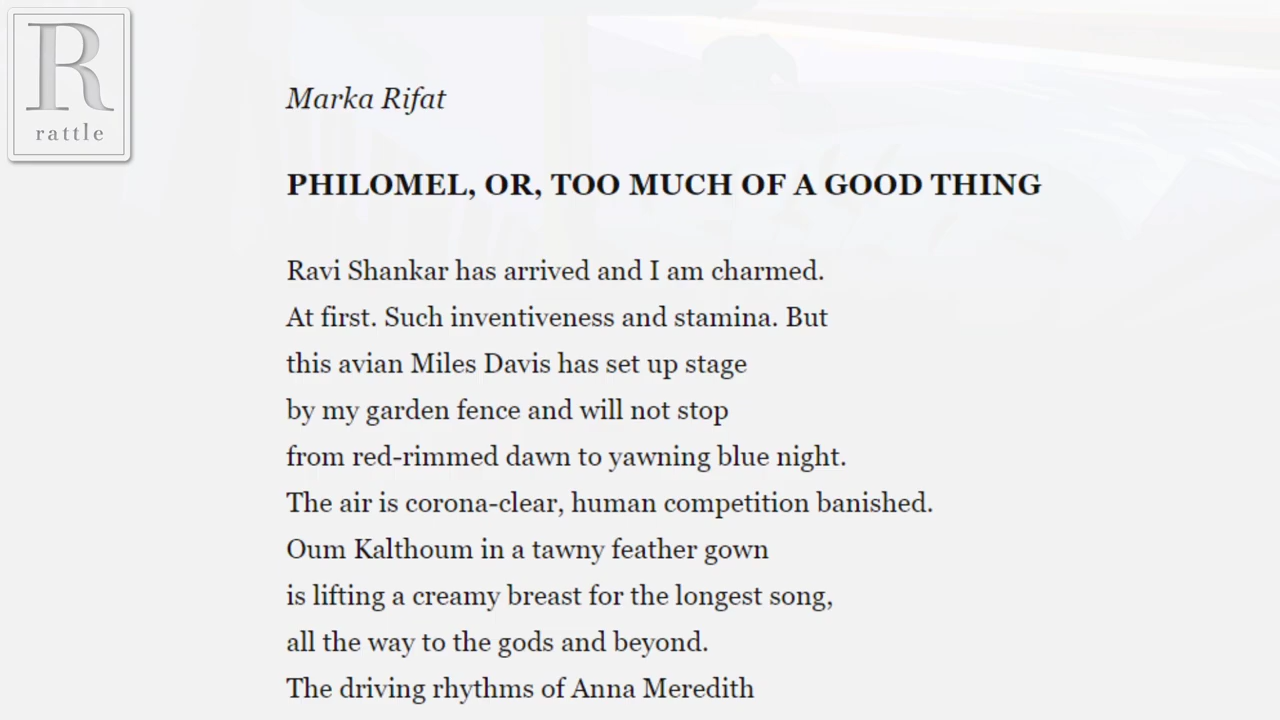 R
rattle
Marka Rifat
PHILOMEL, OR, TOO MUCH OF A GOOD THING
Ravi Shankar has arrived and I am charmed.
At first. Such inventiveness and stamina. But
this avian Miles Davis has set up stage
by my garden fence and will not stop
from red-rimmed dawn to yawning blue night.
The air is corona-clear, human competition banished.
Oum Kalthoum in a tawny feather gown
is lifting a creamy breast for the longest song,
all the way to the gods and beyond.
The driving rhythms of Anna Meredith